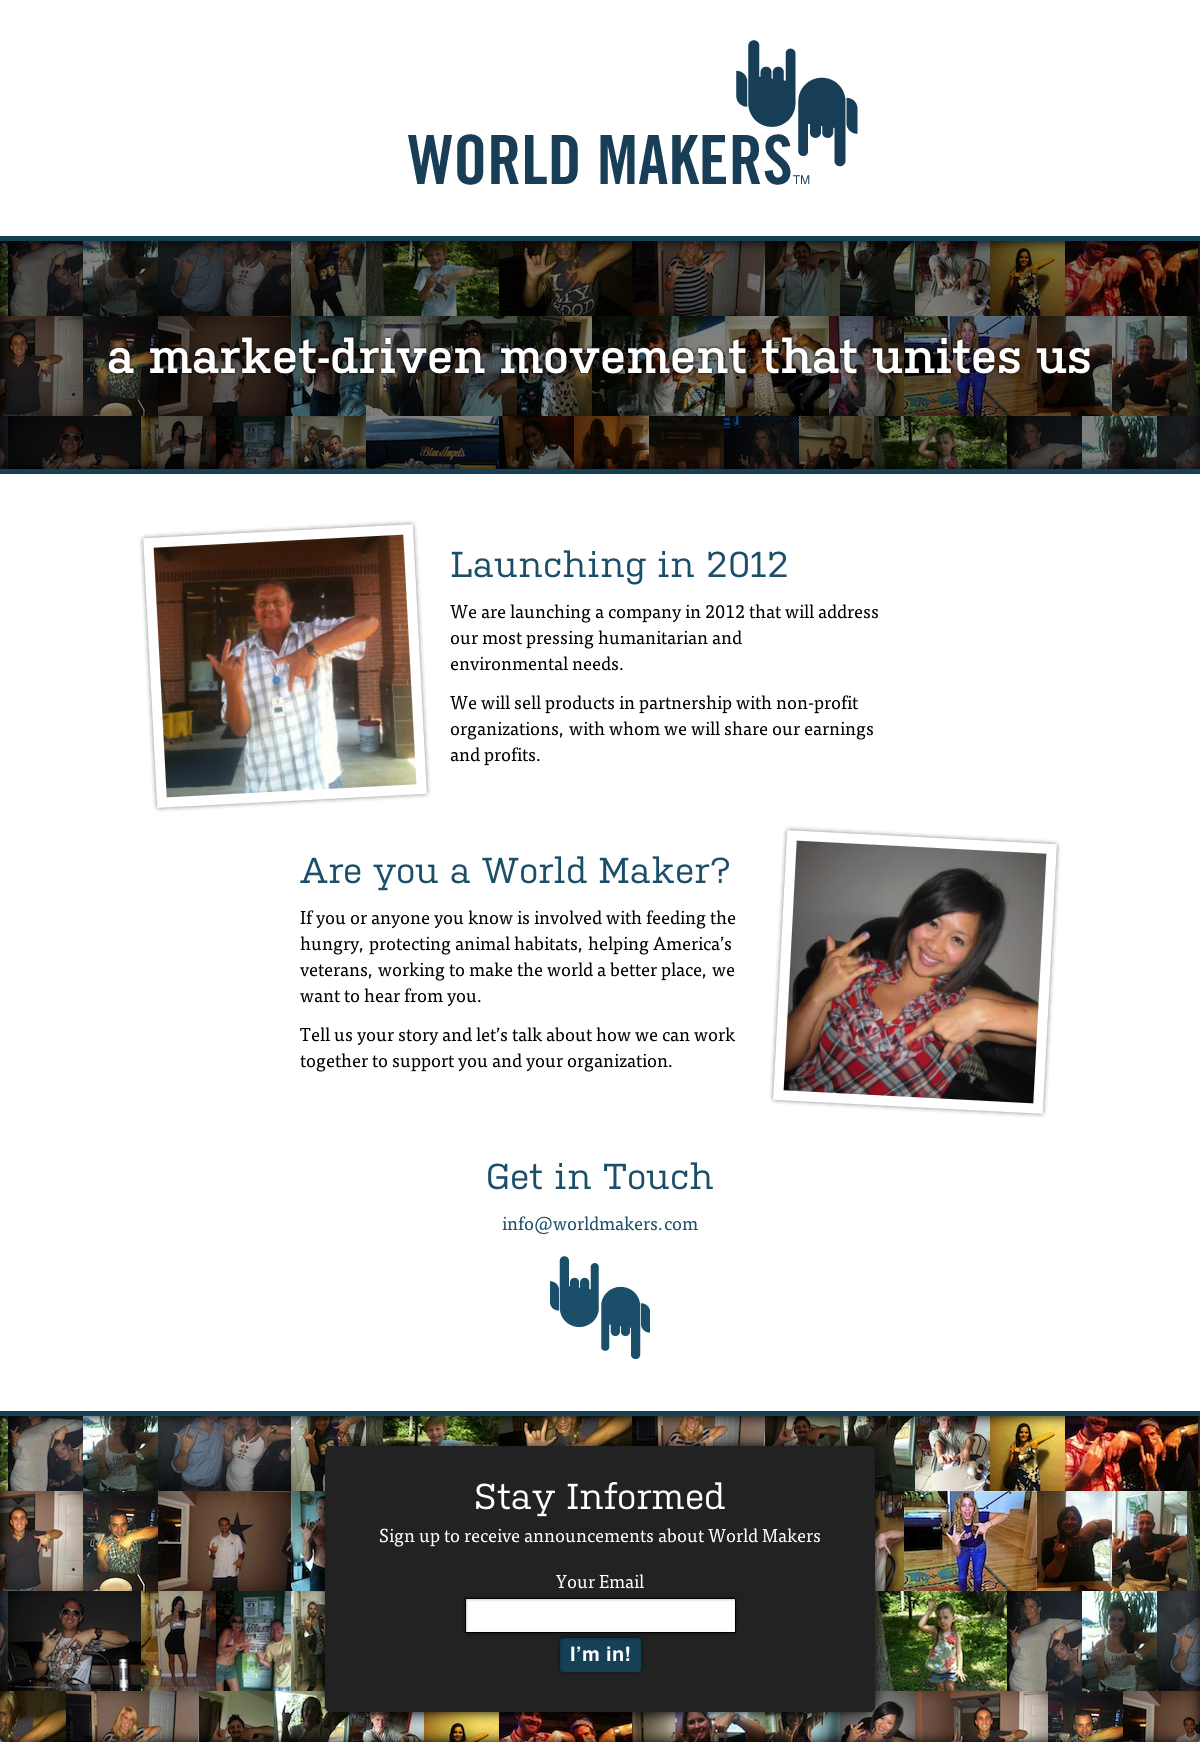 WORLD MAKERS™
a market-driven movement that unites us
Blue Angels
Launching in 2012
We are launching a company in 2012 that will address
our most pressing humanitarian and
environmental needs.
We will sell products in partnership with non-profit
organizations, with whom we will share our earnings
and profits.
Are you a World Maker?
If you or anyone you know is involved with feeding the
hungry, protecting animal habitats, helping America’s
veterans, working to make the world a better place, we
want to hear from you.
Tell us your story and let’s talk about how we can work
together to support you and your organization.
Get in Touch
info@worldmakers.com
Stay Informed
Sign up to receive announcements about World Makers
Your Email
I’m in!